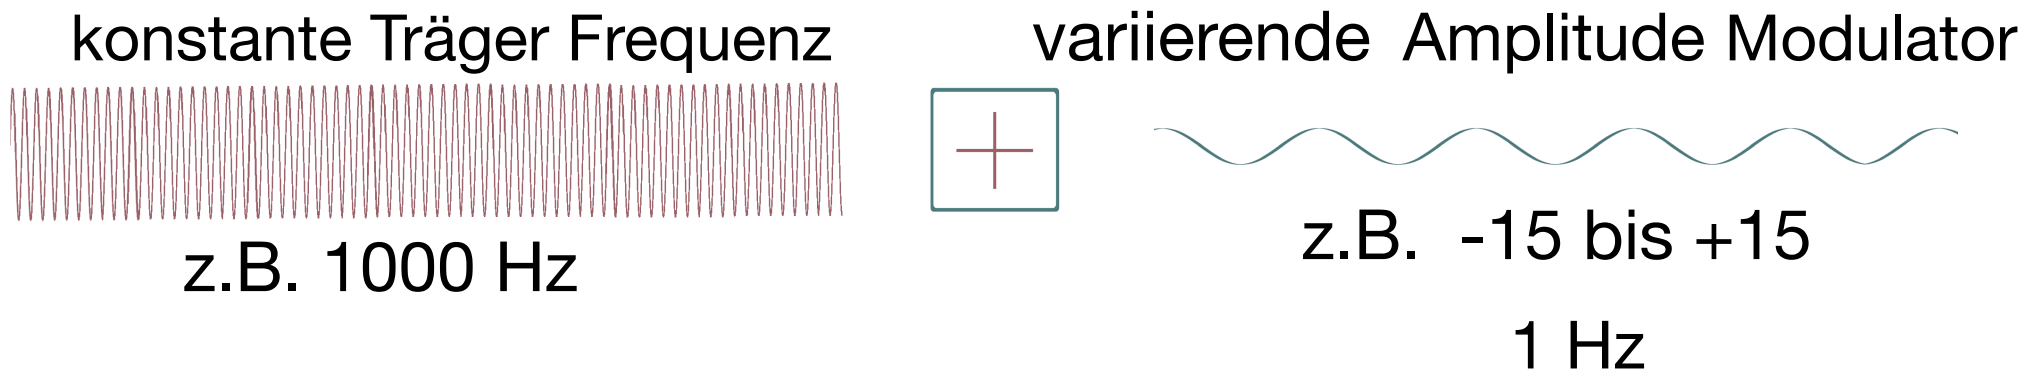 konstante Träger Frequenz
variierende Amplitude Modulator
z.B. 1000 Hz
z.B. -15 bis +15
1 Hz